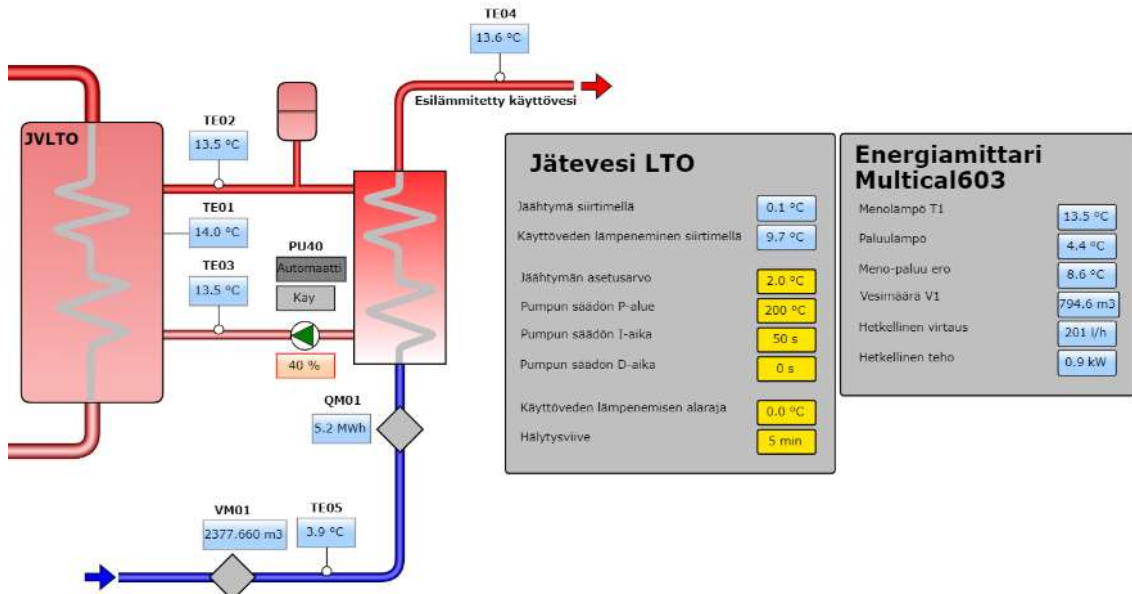 TE04
13.6 °C
Esilämmitetty käyttövesi
JVLTO
TE02
13.5 °C
TE01
14.0 °C
TE03
13.5 °C
PU40
Automaatti
Kay
40 %
QM01
5.2 MWh
VM01
2377.660 m3
TE05
3.9 °C
Jätevesi LTO
Jäähtymä siirtimellä 0.1 °C
Käyttöveden lämpeneminen siirtimellä 9.7 °C
Jäähtymän asetusarvo 2.0 °C
Pumpun säädön P-alue 200 °C
Pumpun säädön I-aika 50 s
Pumpun säädön D-aika 0 s
Käyttöveden lämpenemisen alaraja 0.0 °C
Hälytysviive 5 min
Energiamittari
Multical603
Menolämpö T1 13.5 °C
Paluulämpö 4.4 °C
Meno-paluu ero 8.6 °C
Vesimäärä V1 794.6 m3
Hetkellinen virtaus 201 l/h
Hetkellinen teho 0.9 kW